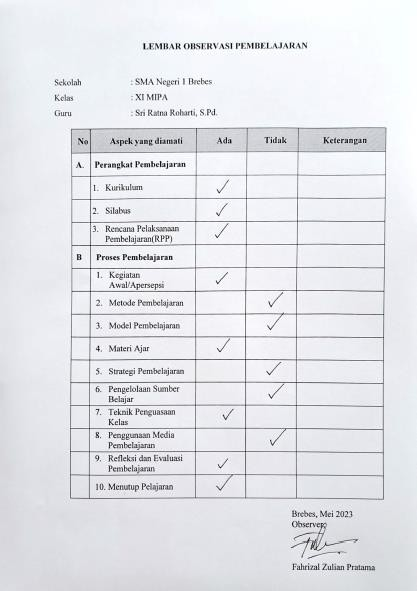 LEMBAR OBSERVASI PEMBELAJARAN
Sekolah : SMA Negeri 1 Brebes
Kelas : XI MIPA
Guru : Sri Ratna Roharti, S.Pd.
No Aspek yang diamati Ada Tidak Keterangan
A. Perangkat Pembelajaran
1. Kurikulum ✓
2. Silabus ✓
3. Rencana Pelaksanaan ✓
Pembelajaran(RPP)
B Proses Pembelajaran
1. Kegiatan ✓
Awal/Apersepsi
2. Metode Pembelajaran ✓
3. Model Pembelajaran ✓
4. Materi Ajar ✓
5. Strategi Pembelajaran ✓
6. Pengelolaan Sumber ✓
Belajar
7. Teknik Penguasaan ✓
Kelas
8. Penggunaan Media ✓
Pembelajaran
9. Refleksi dan Evaluasi ✓
Pembelajaran
10. Menutup Pelajaran ✓
Brebes, Mei 2023
Observer
Fahrizal Zulian Pratama